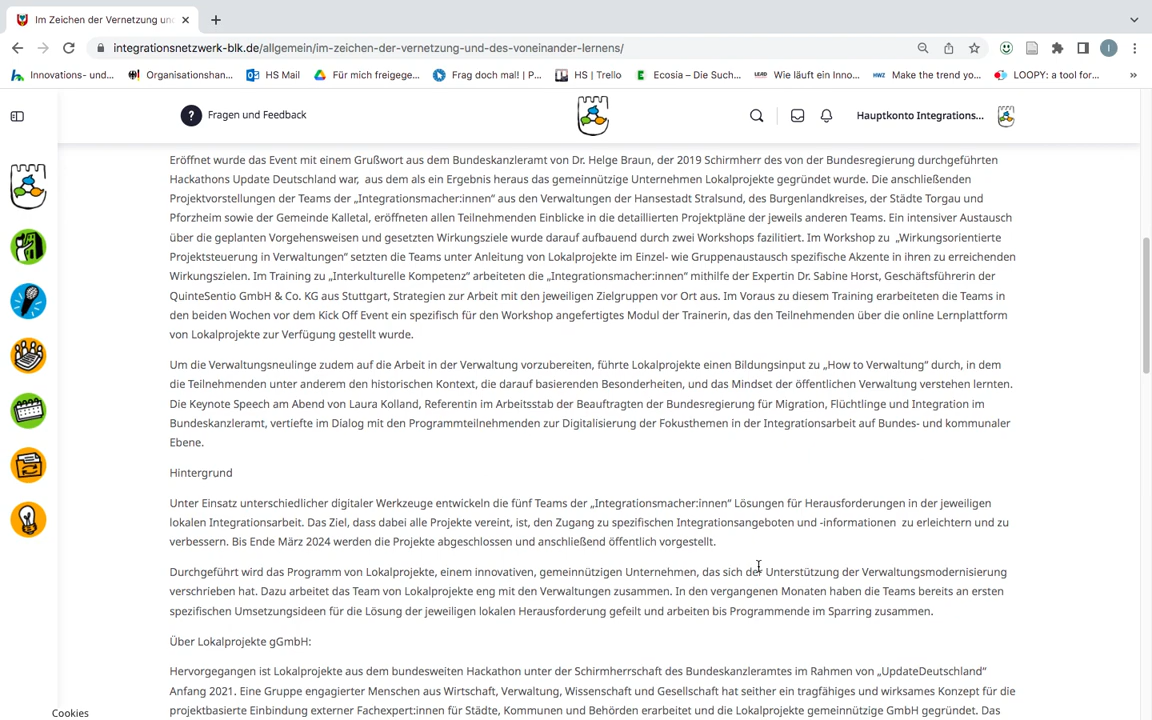 Im Zeichen der Vernetzung un
integrationsnetzwerk-blk.de/allgemein/im-zeichen-der-vernetzung-und-des-voneinander-lernens/
I
Innovations- und... Organisationshan... HS Mail Für mich freigege... Frag doch mal! | P... HS | Trello Ecosia – Die Such... LEAD Wie läuft ein Inno... HWZ Make the trend yo... LOOPY: a tool for... »
? Fragen und Feedback Hauptkonto Integrations...
Eröffnet wurde das Event mit einem Grußwort aus dem Bundeskanzleramt von Dr. Helge Braun, der 2019 Schirmherr des von der Bundesregierung durchgeführten
Hackathons Update Deutschland war, aus dem als ein Ergebnis heraus das gemeinnützige Unternehmen Lokalprojekte gegründet wurde. Die anschließenden
Projektvorstellungen der Teams der „Integrationsmacher:innen“ aus den Verwaltungen der Hansestadt Stralsund, des Burgenlandkreises, der Städte Torgau und
Pforzheim sowie der Gemeinde Kalletal, eröffneten allen Teilnehmenden Einblicke in die detaillierten Projektpläne der jeweils anderen Teams. Ein intensiver Austausch
über die geplanten Vorgehensweisen und gesetzten Wirkungsziele wurde darauf aufbauend durch zwei Workshops fazilitiert. Im Workshop zu „Wirkungsorientierte
Projektsteuerung in Verwaltungen“ setzten die Teams unter Anleitung von Lokalprojekte im Einzel- wie Gruppenaustausch spezifische Akzente in ihren zu erreichenden
Wirkungszielen. Im Training zu „Interkulturelle Kompetenz“ arbeiteten die „Integrationsmacher:innen“ mithilfe der Expertin Dr. Sabine Horst, Geschäftsführerin der
QuinteSentio GmbH & Co. KG aus Stuttgart, Strategien zur Arbeit mit den jeweiligen Zielgruppen vor Ort aus. Im Voraus zu diesem Training erarbeiteten die Teams in
den beiden Wochen vor dem Kick Off Event ein spezifisch für den Workshop angefertigtes Modul der Trainerin, das den Teilnehmenden über die online Lernplattform
von Lokalprojekte zur Verfügung gestellt wurde.
Um die Verwaltungsneulinge zudem auf die Arbeit in der Verwaltung vorzubereiten, führte Lokalprojekte einen Bildungsinput zu „How to Verwaltung“ durch, in dem
die Teilnehmenden unter anderem den historischen Kontext, die darauf basierenden Besonderheiten, und das Mindset der öffentlichen Verwaltung verstehen lernten.
Die Keynote Speech am Abend von Laura Kolland, Referentin im Arbeitsstab der Beauftragten der Bundesregierung für Migration, Flüchtlinge und Integration im
Bundeskanzleramt, vertiefte im Dialog mit den Programmteilnehmenden zur Digitalisierung der Fokusthemen in der Integrationsarbeit auf Bundes- und kommunaler
Ebene.
Hintergrund
Unter Einsatz unterschiedlicher digitaler Werkzeuge entwickeln die fünf Teams der „Integrationsmacher:innen“ Lösungen für Herausforderungen in der jeweiligen
lokalen Integrationsarbeit. Das Ziel, dass dabei alle Projekte vereint, ist, den Zugang zu spezifischen Integrationsangeboten und -informationen zu erleichtern und zu
verbessern. Bis Ende März 2024 werden die Projekte abgeschlossen und anschließend öffentlich vorgestellt.
Durchgeführt wird das Programm von Lokalprojekte, einem innovativen, gemeinnützigen Unternehmen, das sich der Unterstützung der Verwaltungsmodernisierung
verschrieben hat. Dazu arbeitet das Team von Lokalprojekte eng mit den Verwaltungen zusammen. In den vergangenen Monaten haben die Teams bereits an ersten
spezifischen Umsetzungsideen für die Lösung der jeweiligen lokalen Herausforderung gefeilt und arbeiten bis Programmende im Sparring zusammen.
Über Lokalprojekte gGmbH:
Hervorgegangen ist Lokalprojekte aus dem bundesweiten Hackathon unter der Schirmherrschaft des Bundeskanzleramtes im Rahmen von „UpdateDeutschland“
Anfang 2021. Eine Gruppe engagierter Menschen aus Wirtschaft, Verwaltung, Wissenschaft und Gesellschaft hat seither ein tragfähiges und wirksames Konzept für die
projektbasierte Einbindung externer Fachexpert:innen für Städte, Kommunen und Behörden erarbeitet und die Lokalprojekte gemeinnützige GmbH gegründet. Das
Cookies